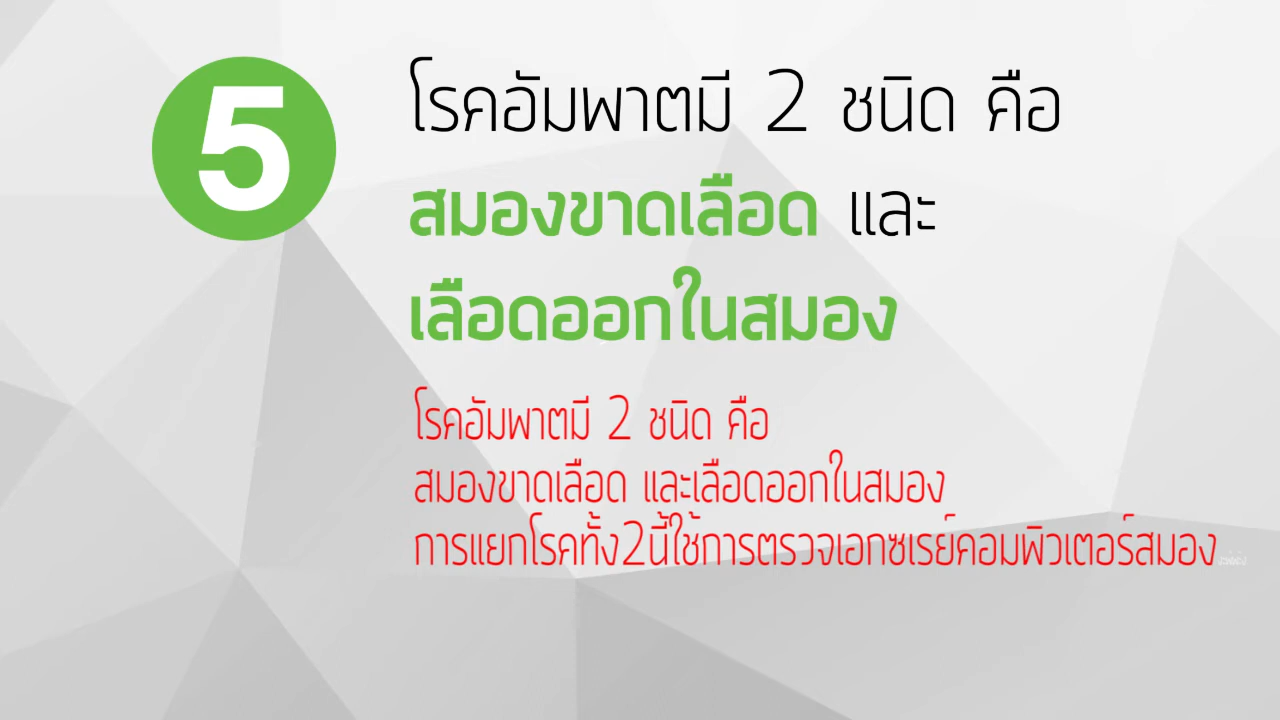 5
โรคอัมพาตมี 2 ชนิด คือ
สมองขาดเลือด และ
เลือดออกในสมอง
โรคอัมพาตมี 2 ชนิด คือ
สมองขาดเลือด และเลือดออกในสมอง
การแยกโรคทั้ง2นี้ใช้การตรวจเอกซเรย์คอมพิวเตอร์สมอง